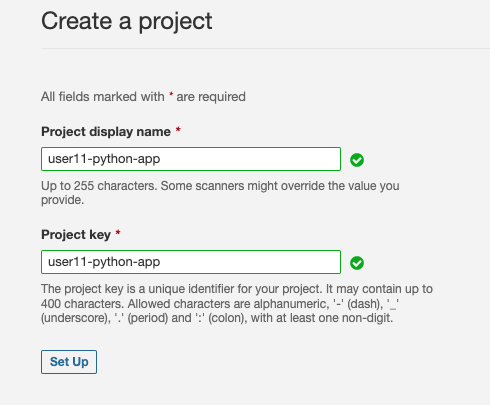 Create a project
All fields marked with * are required
Project display name *
user11-python-app
Up to 255 characters. Some scanners might override the value you
provide.
Project key *
user11-python-app
The project key is a unique identifier for your project. It may contain up to
400 characters. Allowed characters are alphanumeric, '-' (dash), '_'
(underscore), '.' (period) and ':' (colon), with at least one non-digit.
Set Up